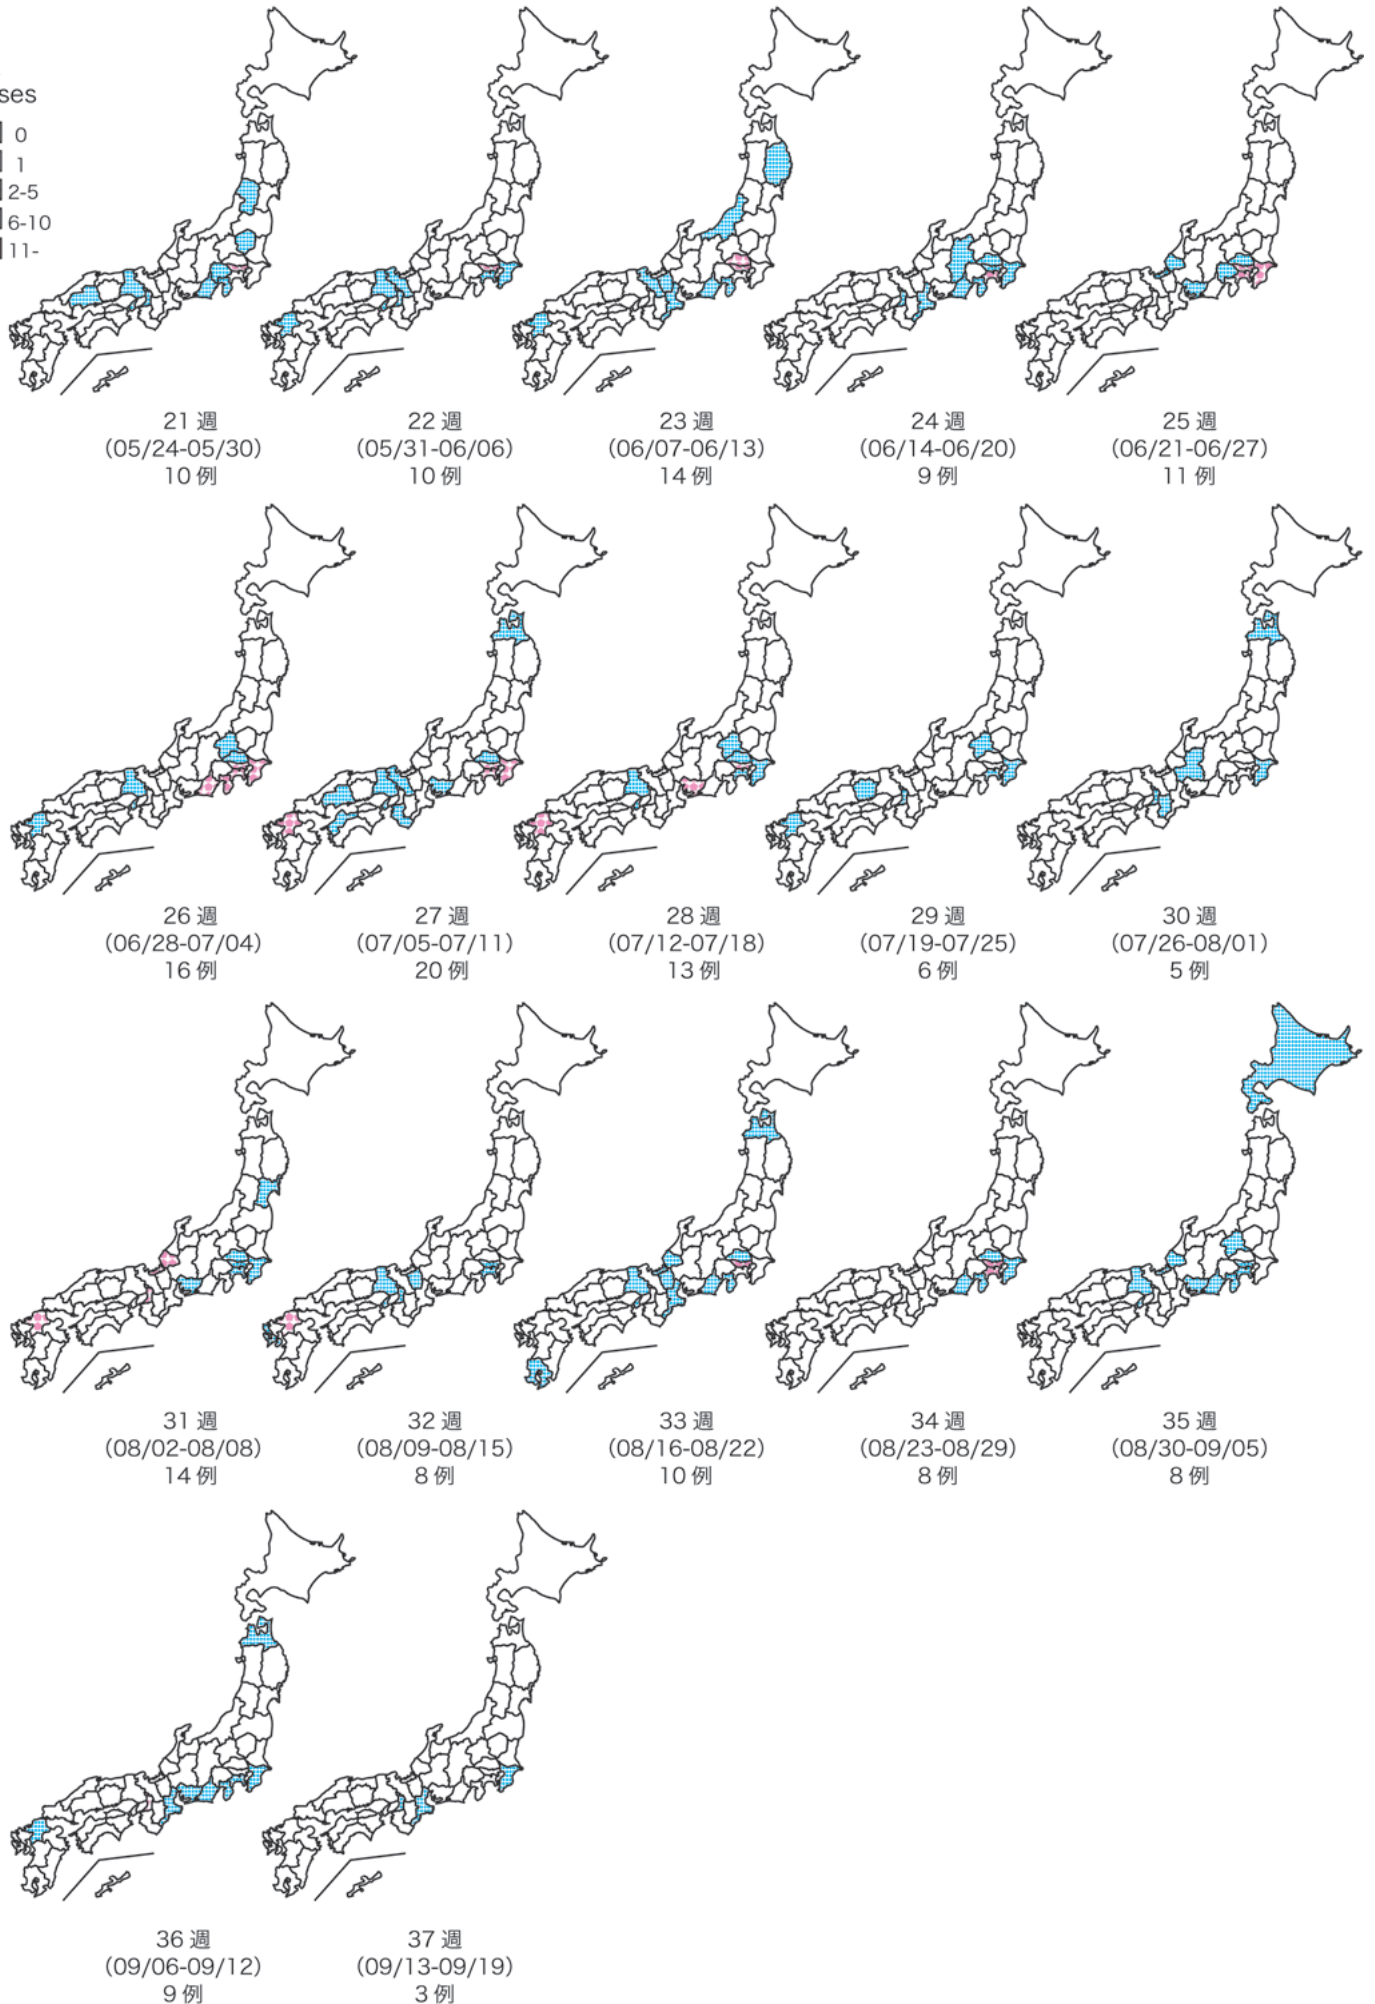 ses
0
1
2-5
6-10
11-
21 週
（05/24-05/30）
10 例
22 週
（05/31-06/06）
10 例
23 週
（06/07-06/13）
14 例
24 週
（06/14-06/20）
9 例
25 週
（06/21-06/27）
11 例
26 週
（06/28-07/04）
16 例
27 週
（07/05-07/11）
20 例
28 週
（07/12-07/18）
13 例
29 週
（07/19-07/25）
6 例
30 週
（07/26-08/01）
5 例
31 週
（08/02-08/08）
14 例
32 週
（08/09-08/15）
8 例
33 週
（08/16-08/22）
10 例
34 週
（08/23-08/29）
8 例
35 週
（08/30-09/05）
8 例
36 週
（09/06-09/12）
9 例
37 週
（09/13-09/19）
3 例